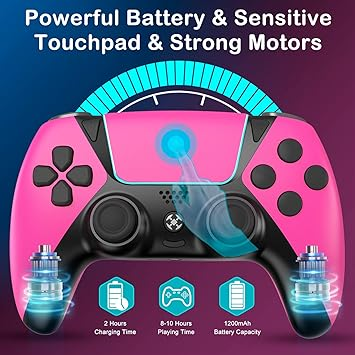 Powerful Battery & Sensitive
Touchpad & Strong Motors
2 Hours
Charging Time
8-10 Hours
Playing Time
1200mAh
Battery Capacity